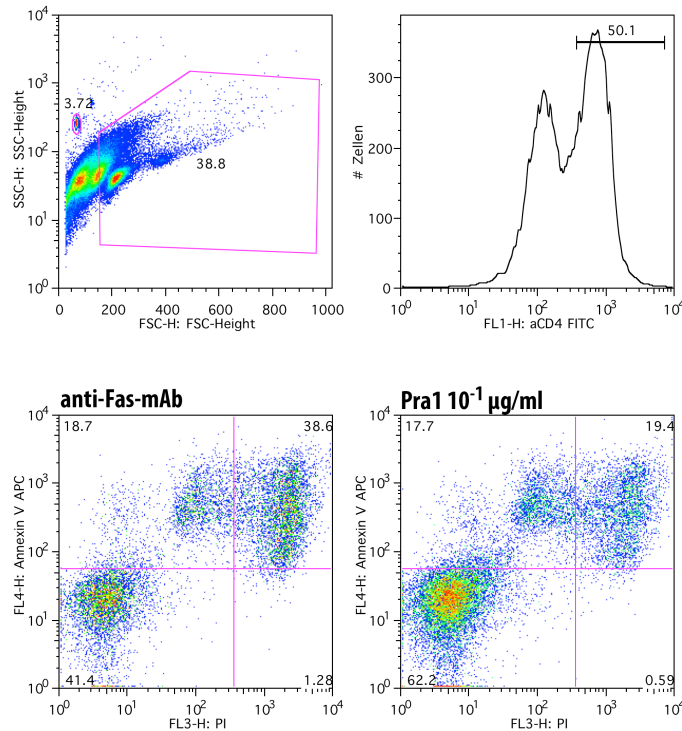 10^4
10^3
10^2
10^1
10^0
SSC-H: SSC-Height
3.72
38.8
0 200 400 600 800 1000
FSC-H: FSC-Height
50.1
300
200
100
0
# Zellen
10^0 10^1 10^2 10^3 10^4
FL1-H: aCD4 FITC
anti-Fas-mAb
10^4
10^3
10^2
10^1
10^0
FL4-H: Annexin V APC
18.7 38.6
41.4 1.28
10^0 10^1 10^2 10^3 10^4
FL3-H: PI
Pra1 10^-1 µg/ml
10^4
10^3
10^2
10^1
10^0
FL4-H: Annexin V APC
17.7 19.4
62.2 0.59
10^0 10^1 10^2 10^3 10^4
FL3-H: PI